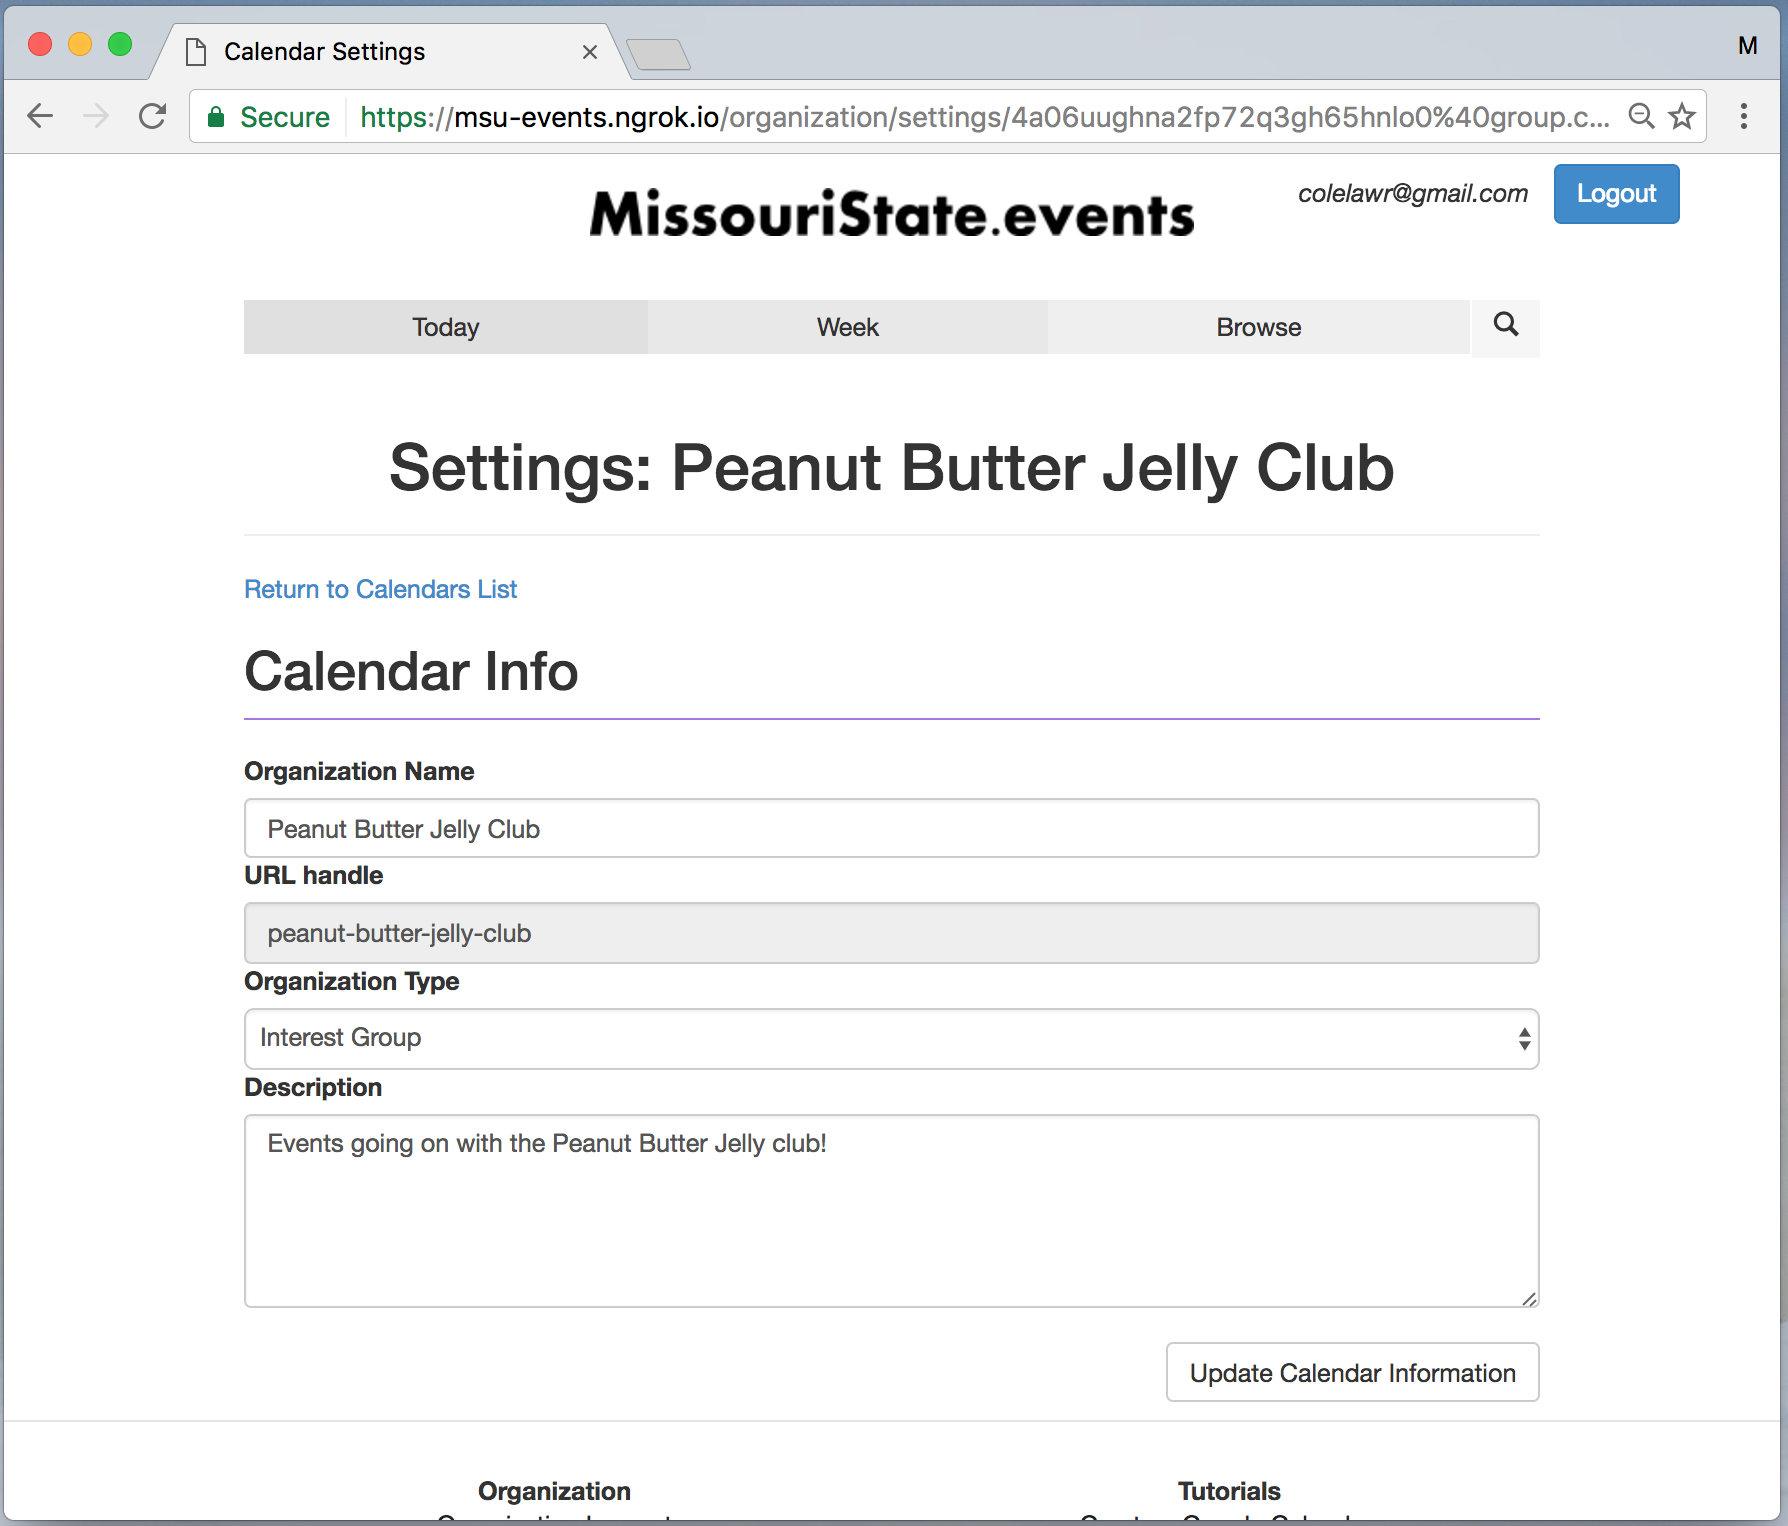 Calendar Settings
M
Secure https://msu-events.ngrok.io/organization/settings/4a06uughna2fp72q3gh65hnlo0%40group.c...
MissouriState.events
colelawr@gmail.com
Logout
Today Week Browse
Settings: Peanut Butter Jelly Club
Return to Calendars List
Calendar Info
Organization Name
Peanut Butter Jelly Club
URL handle
peanut-butter-jelly-club
Organization Type
Interest Group
Description
Events going on with the Peanut Butter Jelly club!
Update Calendar Information
Organization Tutorials